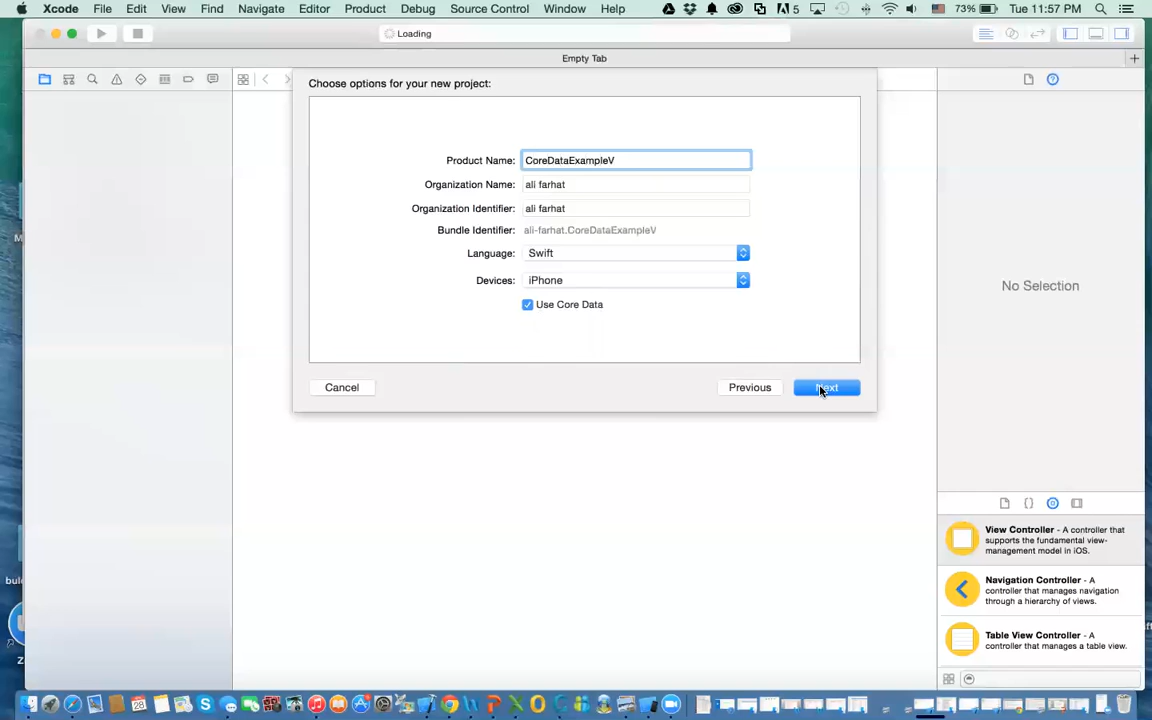 Xcode File Edit View Find Navigate Editor Product Debug Source Control Window Help 5 73% Tue 11:57 PM
Loading
Empty Tab
Choose options for your new project:
Product Name: CoreDataExampleV
Organization Name: ali farhat
Organization Identifier: ali farhat
Bundle Identifier: ali-farhat.CoreDataExampleV
Language: Swift
Devices: iPhone
Use Core Data
Cancel Previous Next
No Selection
View Controller - A
controller that
supports the fundamental view-
management model in iOS.
Navigation Controller - A
controller that manages navigation
through a hierarchy of views.
Table View Controller - A
controller that manages a table view.